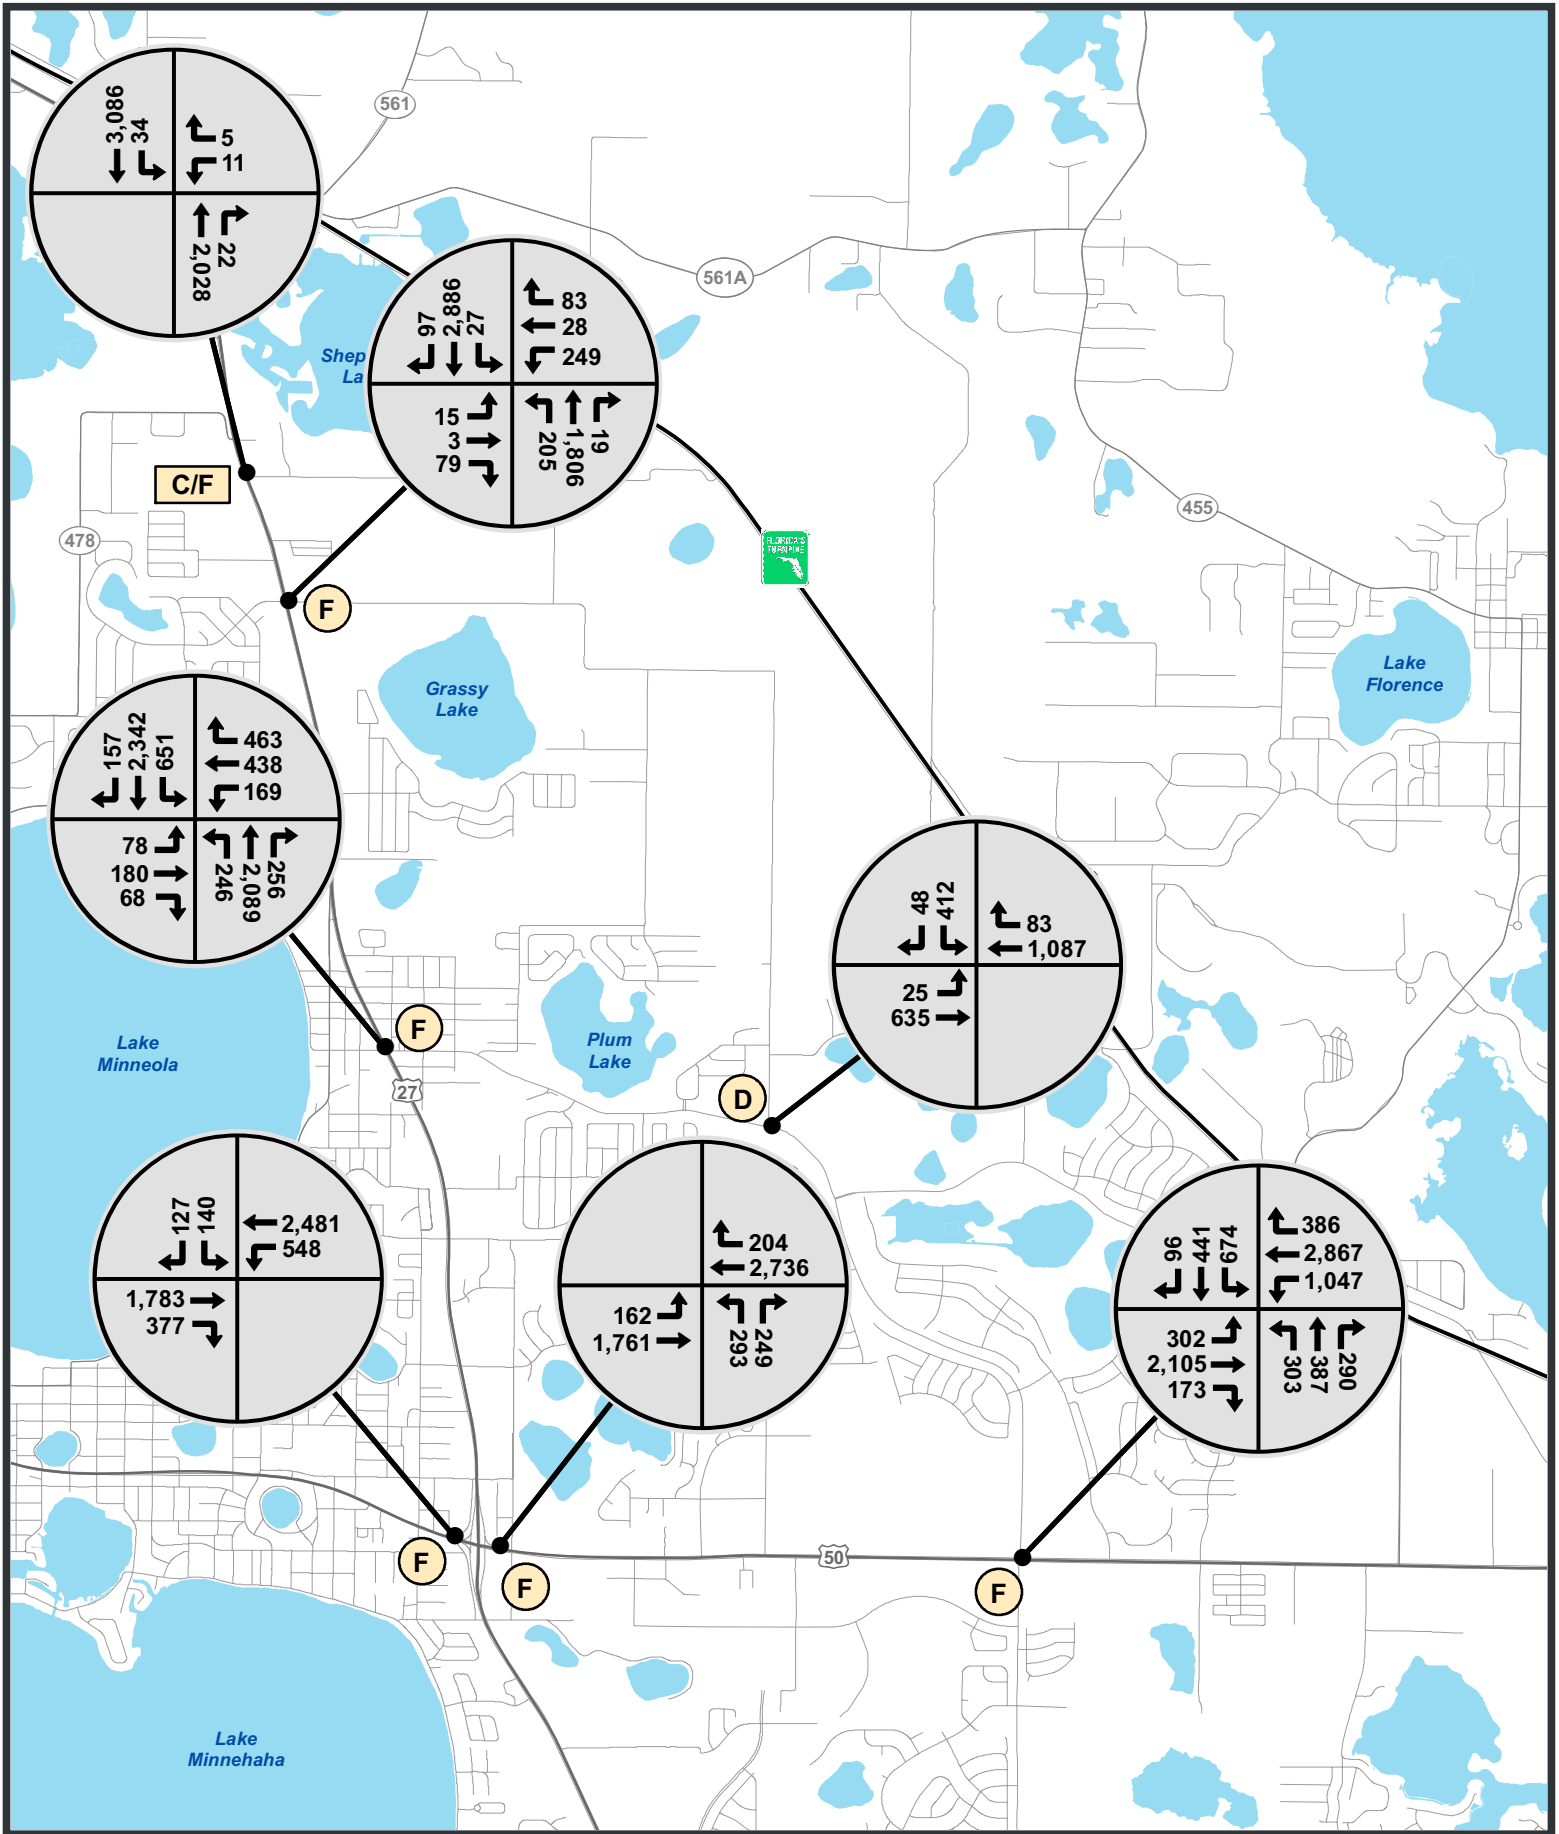 561
3,086
34
5
11
2,028
22
561A
97
2,886
27
83
28
249
15
3
79
205
1,806
19
Shep
La
C/F
478
455
FLORIDA'S
TURNPIKE
F
Lake
Florence
Grassy
Lake
157
2,342
651
463
438
169
78
180
68
246
2,089
256
48
412
83
1,087
25
635
F
Lake
Minneola
Plum
Lake
27
D
127
140
2,481
548
1,783
377
204
2,736
162
1,761
293
249
96
441
674
386
2,867
1,047
302
2,105
173
303
387
290
F
F
50
F
Lake
Minnehaha